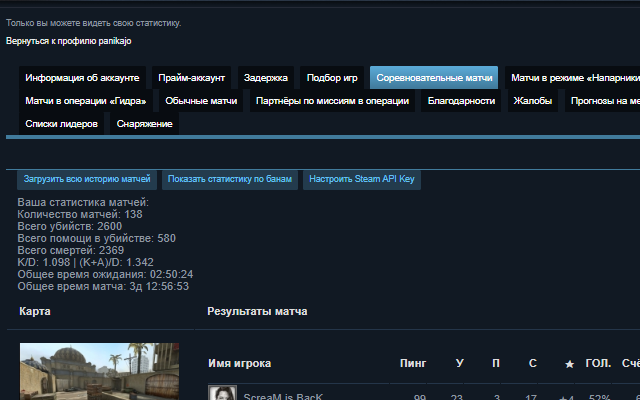 Только вы можете видеть свою статистику.
Вернуться к профилю panikajo
Информация об аккаунте Прайм-аккаунт Задержка Подбор игр Соревновательные матчи Матчи в режиме «Напарники
Матчи в операции «Гидра» Обычные матчи Партнёры по миссиям в операции Благодарности Жалобы Прогнозы на ме
Списки лидеров Снаряжение
Загрузить всю историю матчей Показать статистику по банам Настроить Steam API Key
Ваша статистика матчей:
Количество матчей: 138
Всего убийств: 2600
Всего помощи в убийстве: 580
Всего смертей: 2369
K/D: 1.098 | (K+A)/D: 1.342
Общее время ожидания: 02:50:24
Общее время матча: 3д 12:56:53
Карта Результаты матча
Имя игрока Пинг У П С ★ ГОЛ. Счё
ScreaM is BacK 99 23 3 17 ★4 52%